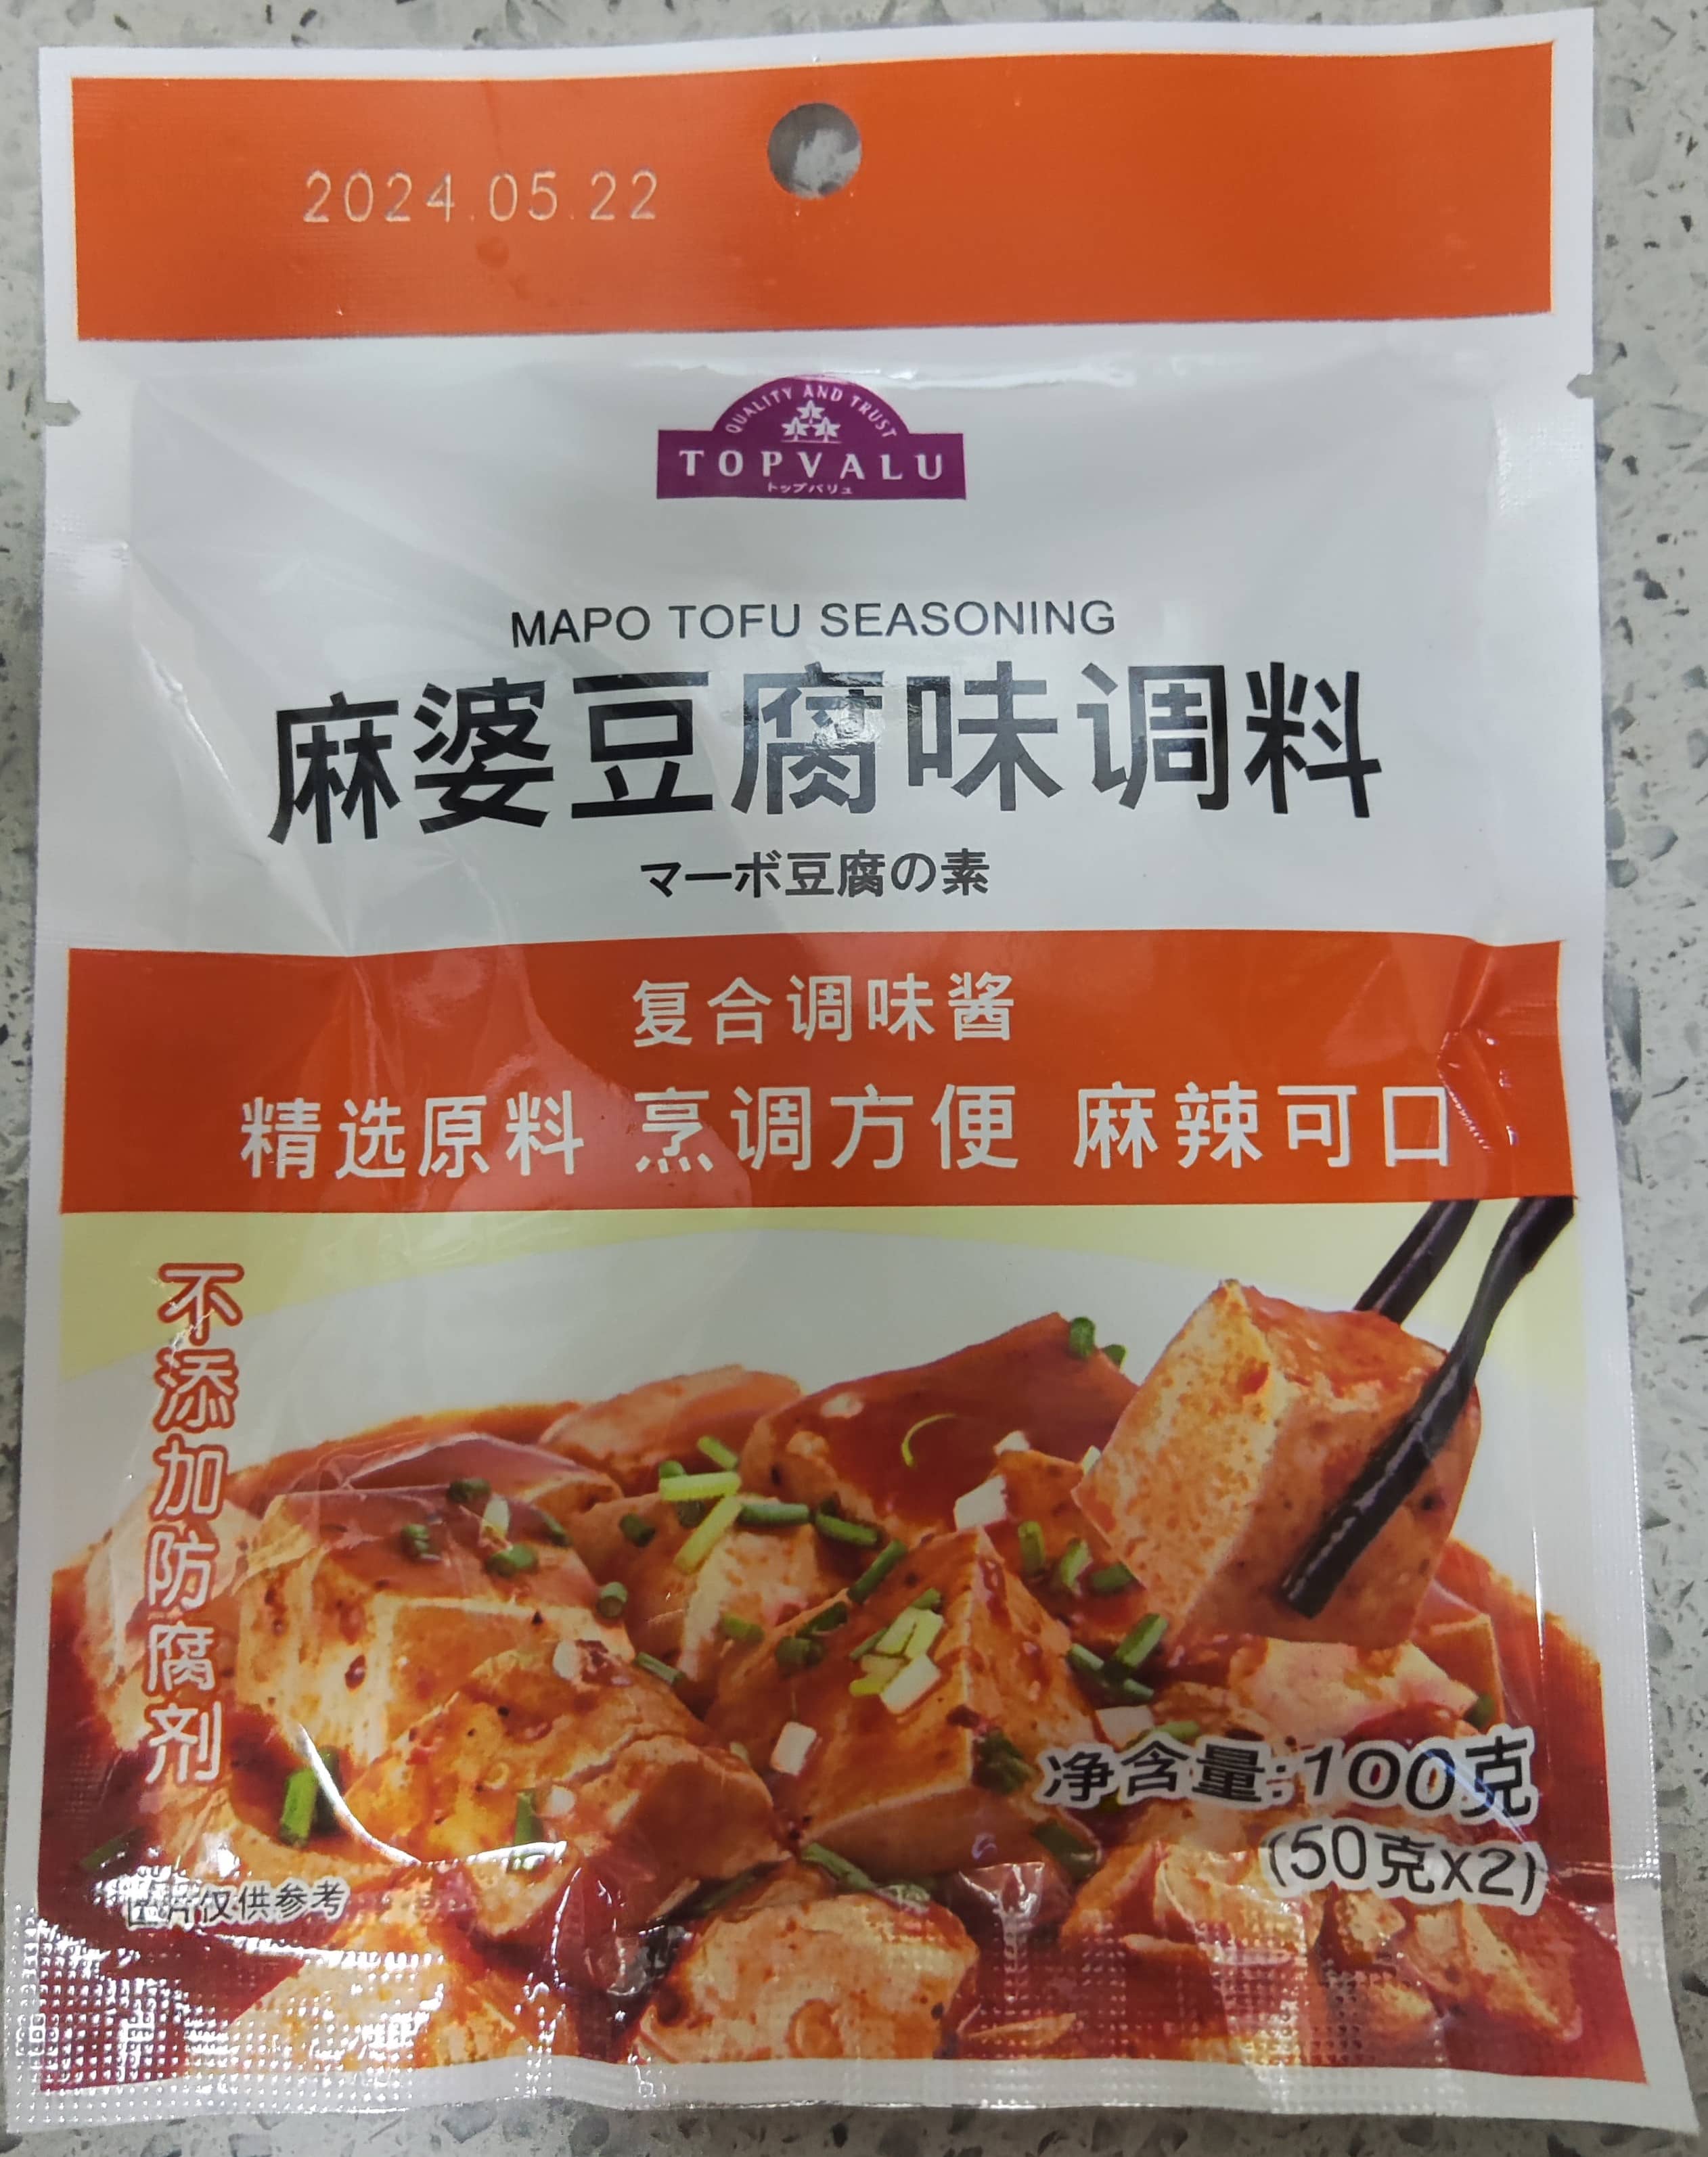 2024.05.22
QUALITY AND TRUST
TOPVALU
トップバリュ
MAPO TOFU SEASONING
麻婆豆腐味调料
マーボ豆腐の素
复合调味酱
精选原料 烹调方便 麻辣可口
不添加防腐剂
净含量:100克
(50克X2)
图片仅供参考